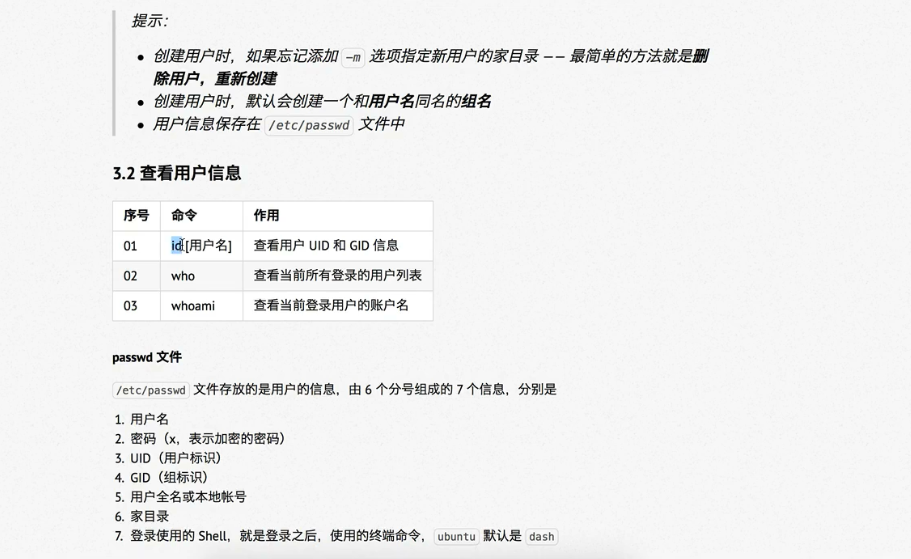 提示：
• 创建用户时，如果忘记添加 -m 选项指定新用户的家目录 —— 最简单的方法就是删
除用户，重新创建
• 创建用户时，默认会创建一个和用户名同名的组名
• 用户信息保存在 /etc/passwd 文件中
3.2 查看用户信息
序号 命令 作用
01 id[用户名] 查看用户 UID 和 GID 信息
02 who 查看当前所有登录的用户列表
03 whoami 查看当前登录用户的账户名
passwd 文件
/etc/passwd 文件存放的是用户的信息，由 6 个分号组成的 7 个信息，分别是
1. 用户名
2. 密码（x，表示加密的密码）
3. UID（用户标识）
4. GID（组标识）
5. 用户全名或本地帐号
6. 家目录
7. 登录使用的 Shell，就是登录之后，使用的终端命令，ubuntu 默认是 dash